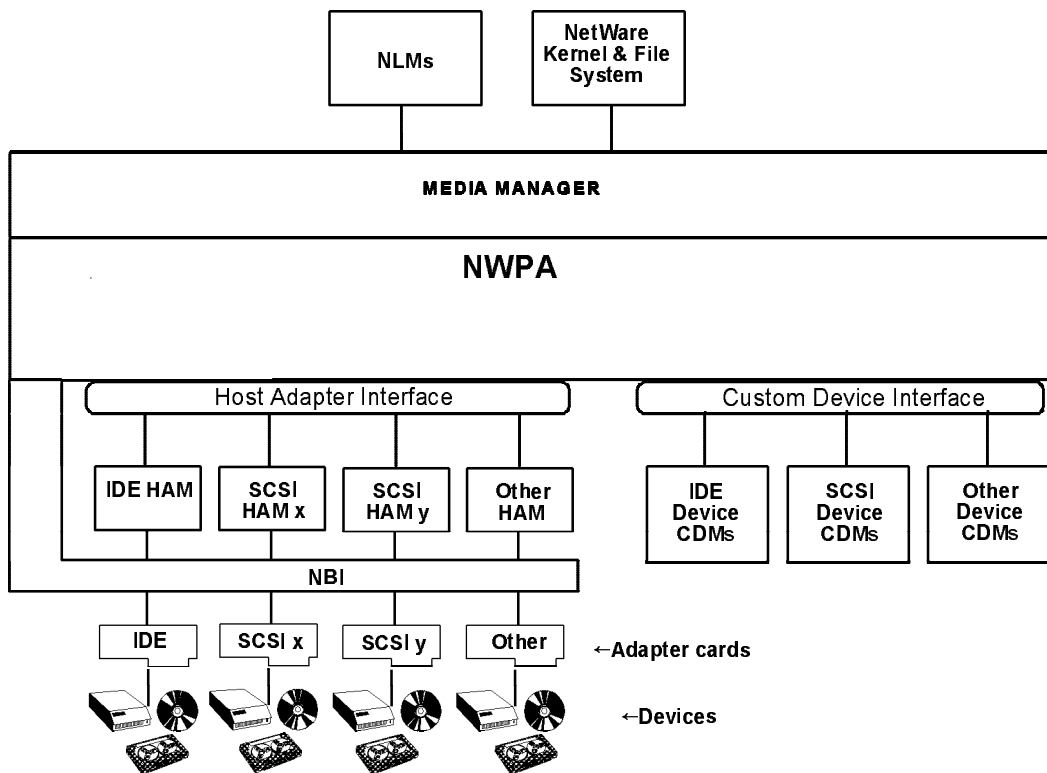 NLMs
NetWare
Kernel & File
System
MEDIA MANAGER
NWPA
Host Adapter Interface
Custom Device Interface
IDE HAM
SCSI
HAM x
SCSI
HAM y
Other
HAM
IDE
Device
CDMs
SCSI
Device
CDMs
Other
Device
CDMs
NBI
IDE
SCSI x
SCSI y
Other
←Adapter cards
←Devices